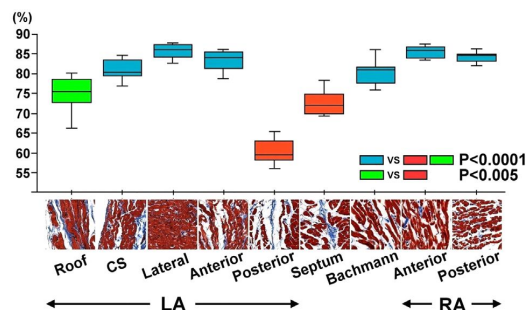 (%)
90
85
80
75
70
65
60
55
vs P<0.0001
vs P<0.005
Roof CS Lateral Anterior Posterior Septum Bachmann Anterior Posterior
LA RA